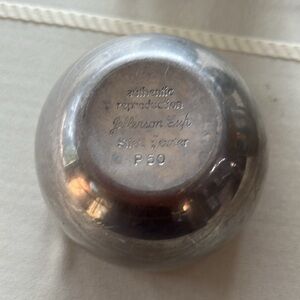 authentic
reproduction
Jefferson Cup
Stieff Pewter
P50